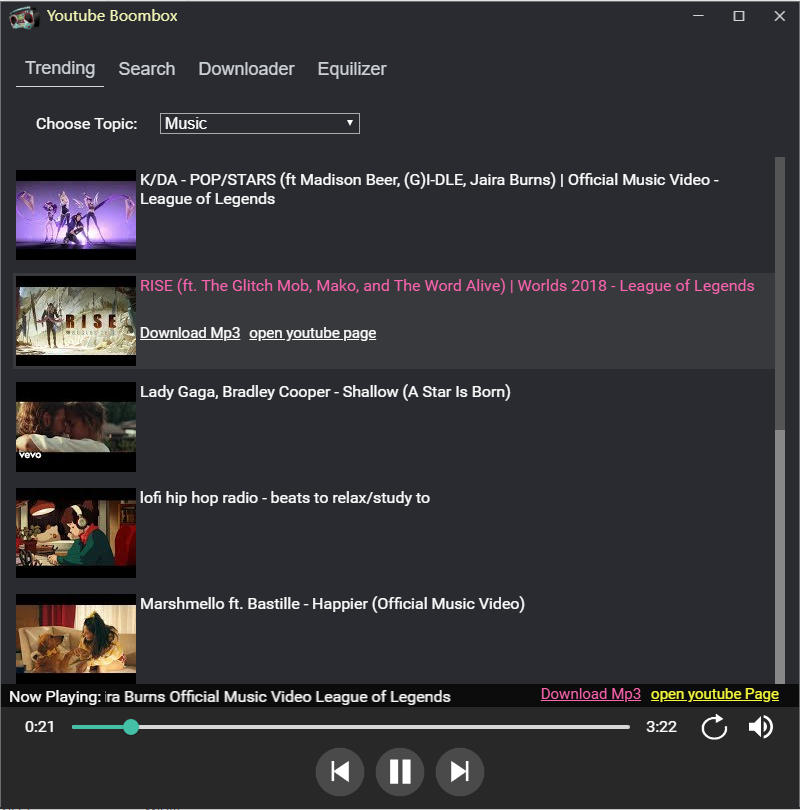 Youtube Boombox
Trending Search Downloader Equilizer
Choose Topic: Music
K/DA - POP/STARS (ft Madison Beer, (G)I-DLE, Jaira Burns) | Official Music Video -
League of Legends
RISE (ft. The Glitch Mob, Mako, and The Word Alive) | Worlds 2018 - League of Legends
RISE
Download Mp3 open youtube page
Lady Gaga, Bradley Cooper - Shallow (A Star Is Born)
vevo
lofi hip hop radio - beats to relax/study to
Marshmello ft. Bastille - Happier (Official Music Video)
Now Playing: ira Burns Official Music Video League of Legends Download Mp3 open youtube Page
0:21 3:22